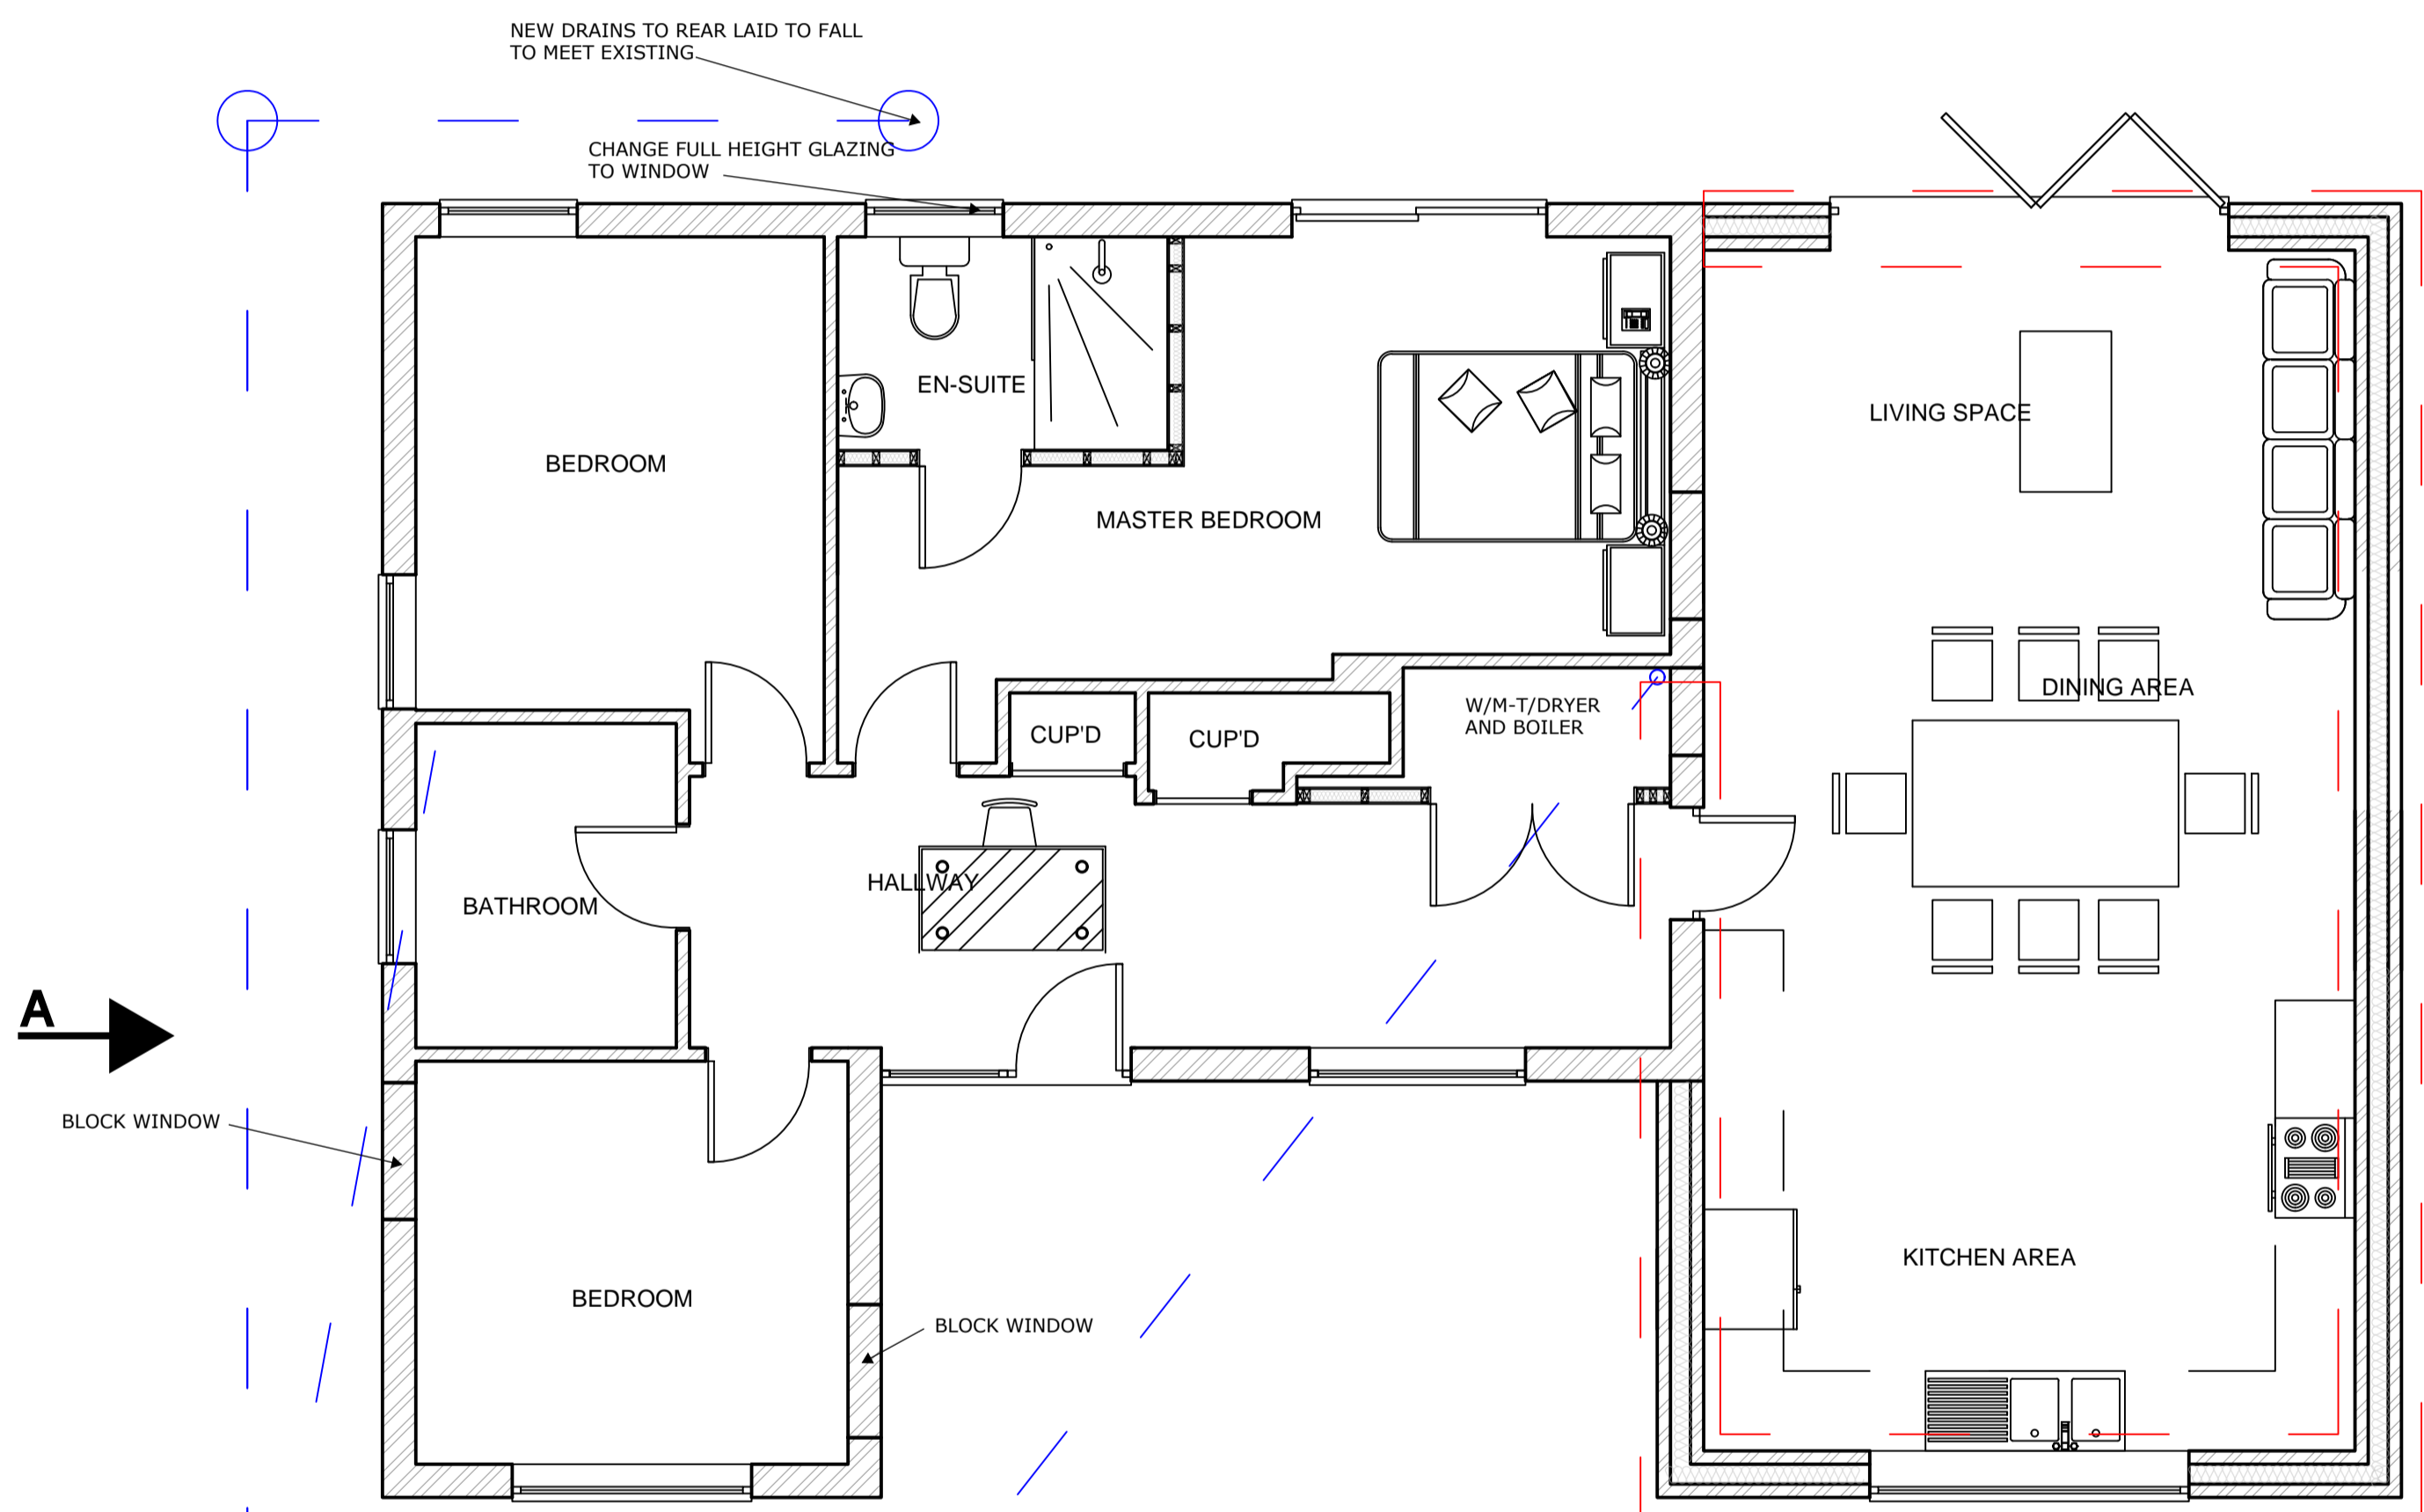 NEW DRAINS TO REAR LAID TO FALL
TO MEET EXISTING
CHANGE FULL HEIGHT GLAZING
TO WINDOW
EN-SUITE
LIVING SPACE
BEDROOM
MASTER BEDROOM
DINING AREA
W/M-T/DRYER
AND BOILER
CUP'D
CUP'D
HALLWAY
BATHROOM
A
BLOCK WINDOW
KITCHEN AREA
BEDROOM
BLOCK WINDOW